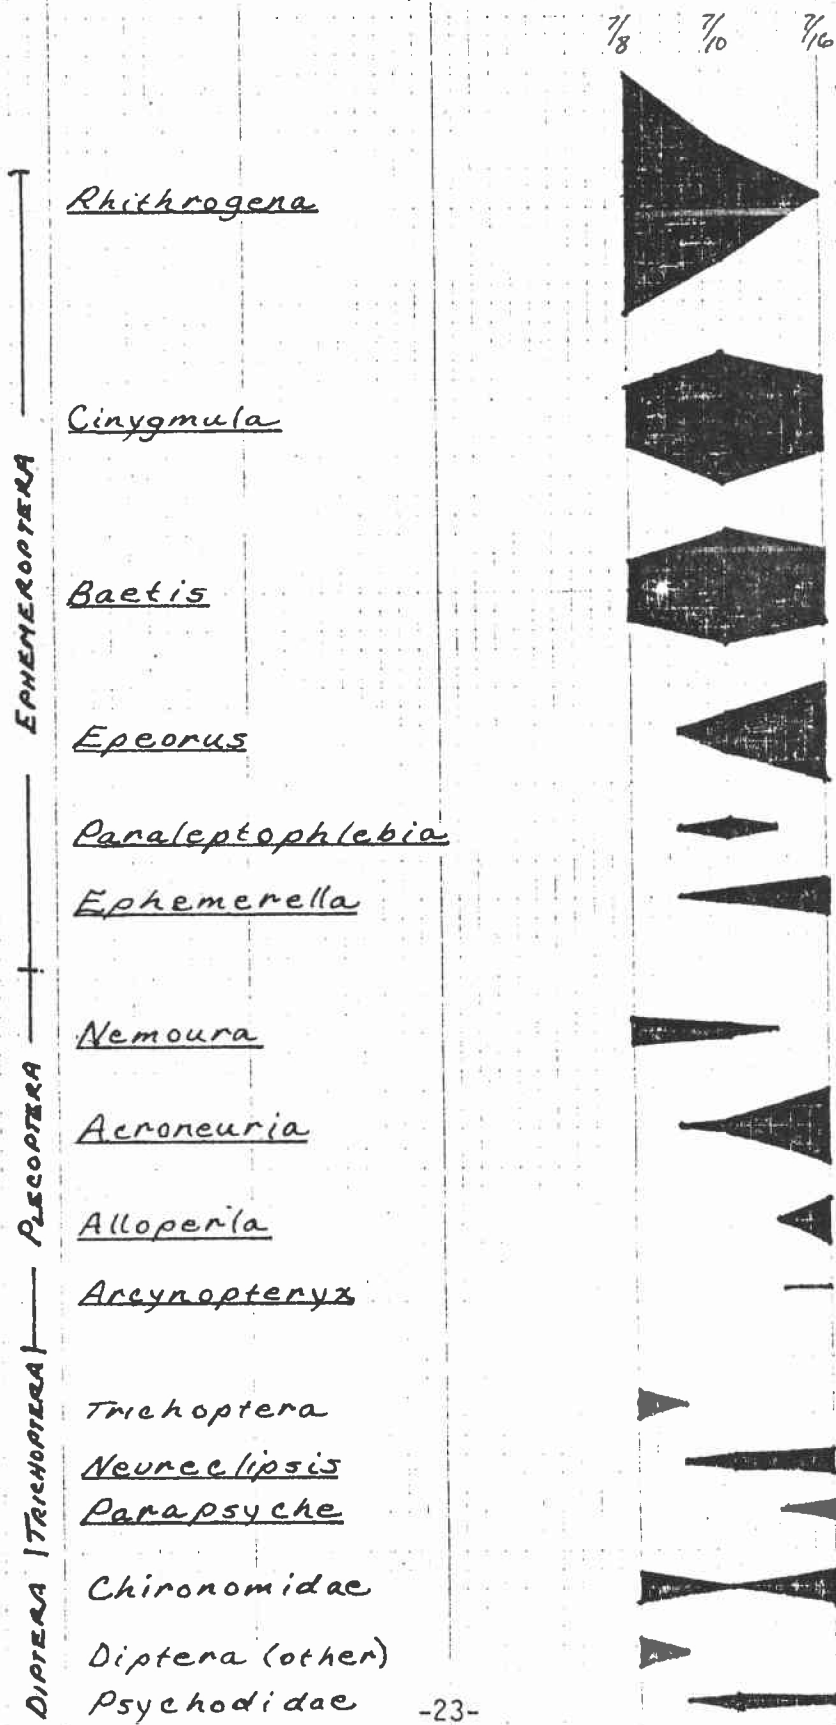 7/8 7/10 7/16
EPHEMEROPTERA
Rhithrogena
Cinygmula
Baetis
Epeorus
Paraleptophlebia
Ephemerella
PLECOPTERA
Nemoura
Acroneuria
Alloperla
Arcynopteryx
TRICHOPTERA
Trichoptera
Neureclipsis
Parapsyche
DIPTERA
Chironomidae
Diptera (other)
Psychodidae
-23-